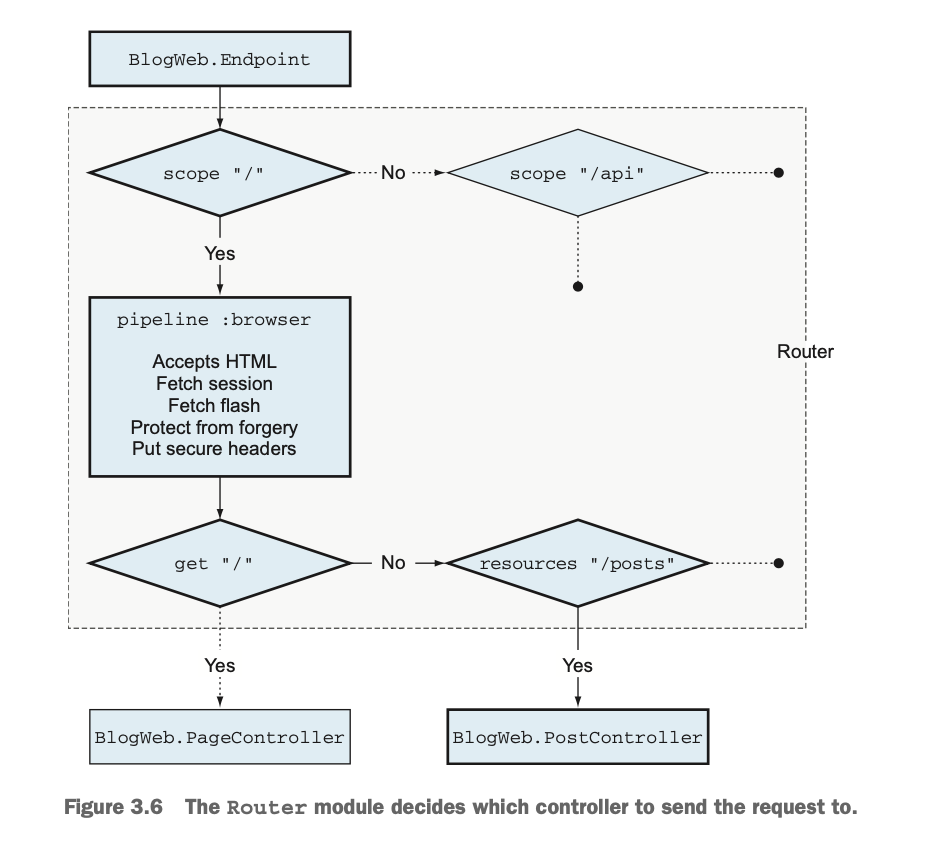 BlogWeb.Endpoint
scope "/"
No
scope "/api"
Yes
pipeline :browser
Accepts HTML
Fetch session
Fetch flash
Protect from forgery
Put secure headers
Router
get "/"
No
resources "/posts"
Yes
Yes
BlogWeb.PageController
BlogWeb.PostController
Figure 3.6 The Router module decides which controller to send the request to.